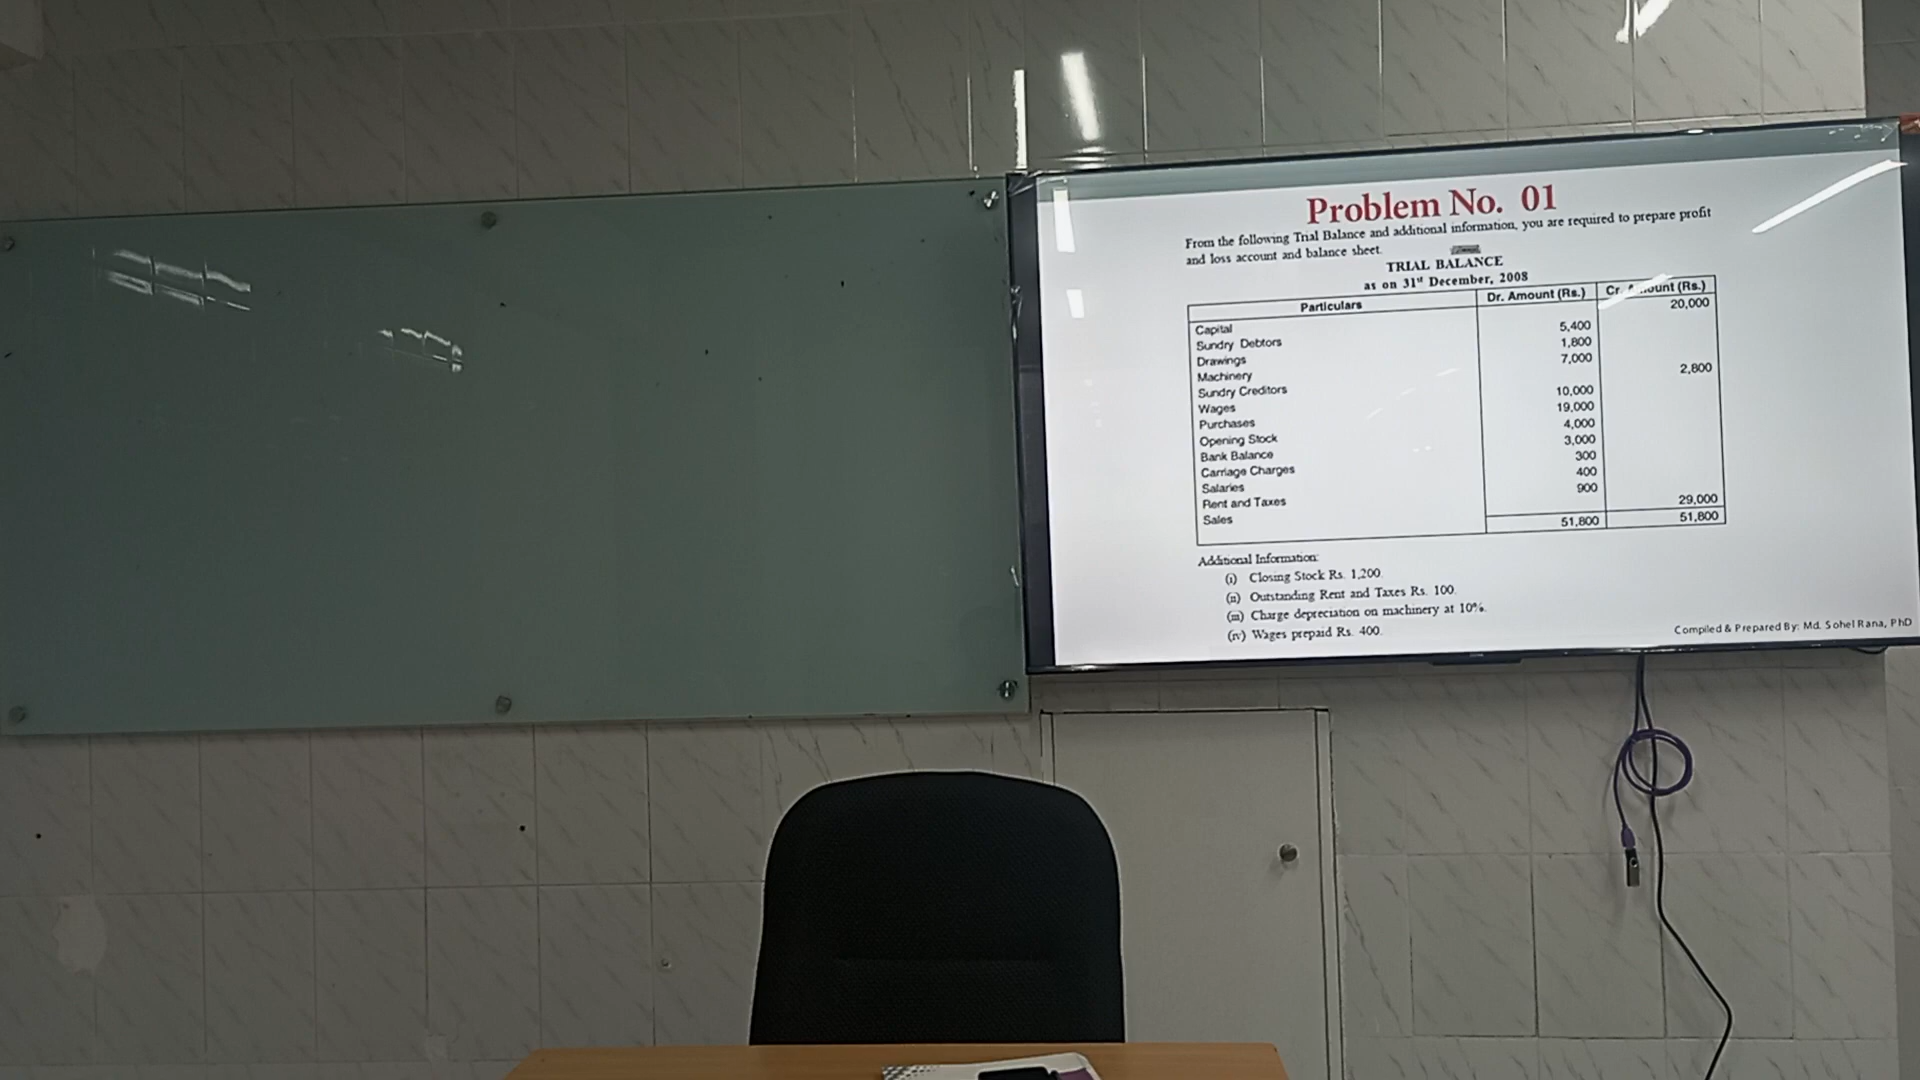 Problem No. 01
From the following Trial Balance and additional information, you are required to prepare profit
and loss account and balance sheet.
TRIAL BALANCE
as on 31st December, 2008
Particulars Dr. Amount (Rs.) Cr. Amount (Rs.)
Capital 20,000
Sundry Debtors 5,400
Drawings 1,800
Machinery 7,000
Sundry Creditors 2,800
Wages 10,000
Purchases 19,000
Opening Stock 4,000
Bank Balance 3,000
Carriage Charges 300
Salaries 400
Rent and Taxes 900
Sales 29,000
51,800 51,800
Additional Information:
(i) Closing Stock Rs. 1,200.
(ii) Outstanding Rent and Taxes Rs. 100.
(iii) Charge depreciation on machinery at 10%.
(iv) Wages prepaid Rs. 400.
Compiled & Prepared By: Md. Sohel Rana, PhD